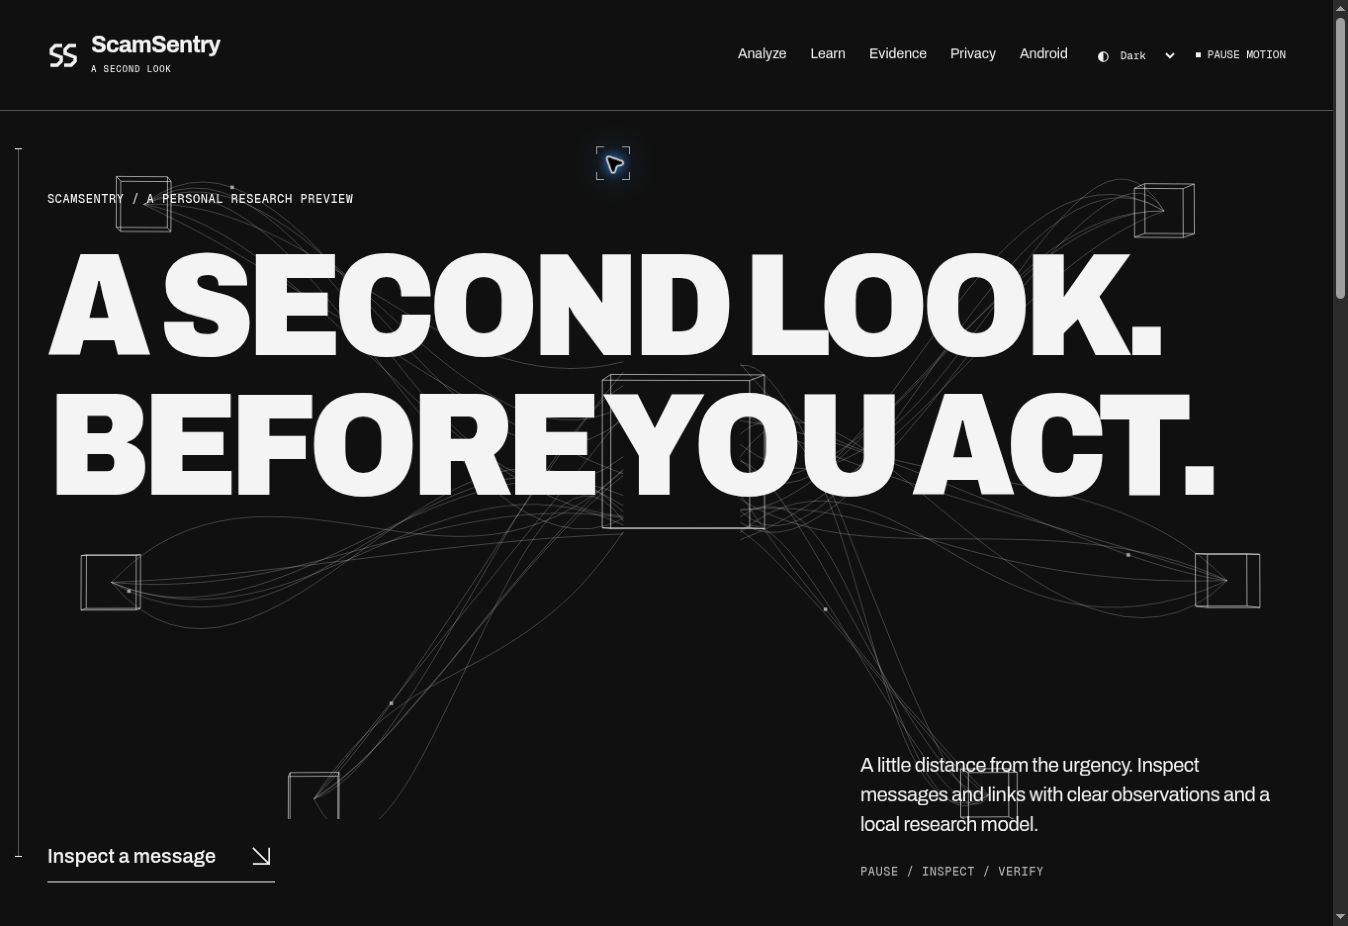 SS
ScamSentry
A SECOND LOOK
Analyze
Learn
Evidence
Privacy
Android
Dark
PAUSE MOTION
SCAMSENTRY / A PERSONAL RESEARCH PREVIEW
A SECOND LOOK.
BEFORE YOU ACT.
A little distance from the urgency. Inspect
messages and links with clear observations and a
local research model.
Inspect a message
PAUSE / INSPECT / VERIFY